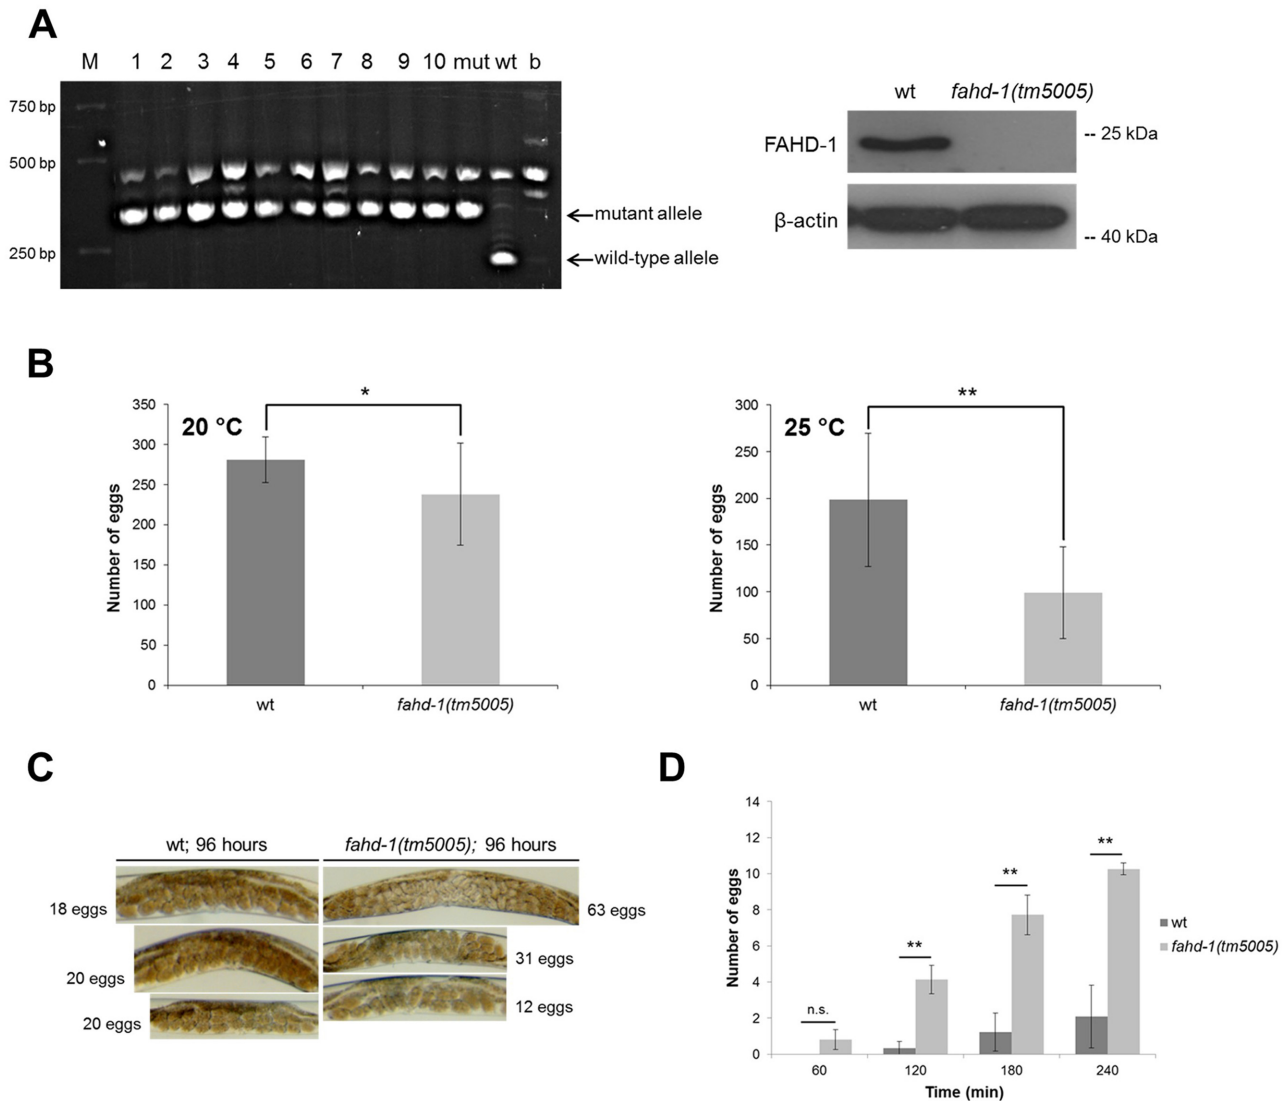 A
M 1 2 3 4 5 6 7 8 9 10 mut wt b
750 bp
500 bp
250 bp
mutant allele
wild-type allele
wt fahd-1(tm5005)
FAHD-1
-- 25 kDa
β-actin
-- 40 kDa
B
20 °C
*
350
300
250
200
150
100
50
0
Number of eggs
wt fahd-1(tm5005)
25 °C
**
300
250
200
150
100
50
0
Number of eggs
wt fahd-1(tm5005)
C
wt; 96 hours
fahd-1(tm5005); 96 hours
18 eggs
63 eggs
20 eggs
31 eggs
20 eggs
12 eggs
D
14
12
10
8
6
4
2
0
Number of eggs
n.s.
**
**
**
60 120 180 240
Time (min)
wt
fahd-1(tm5005)